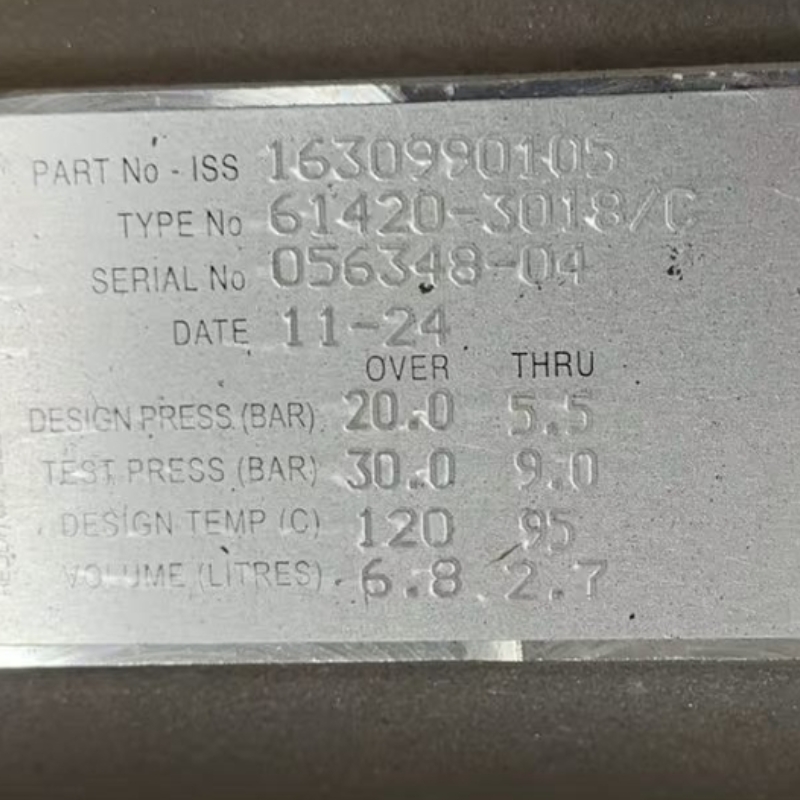 PART No - ISS 1630990105
TYPE No 61420-3018/C
SERIAL No 056348-04
DATE 11-24
OVER THRU
DESIGN PRESS (BAR) 20.0 5.5
TEST PRESS (BAR) 30.0 9.0
DESIGN TEMP (C) 120 95
VOLUME (LITRES) 6.8 2.7